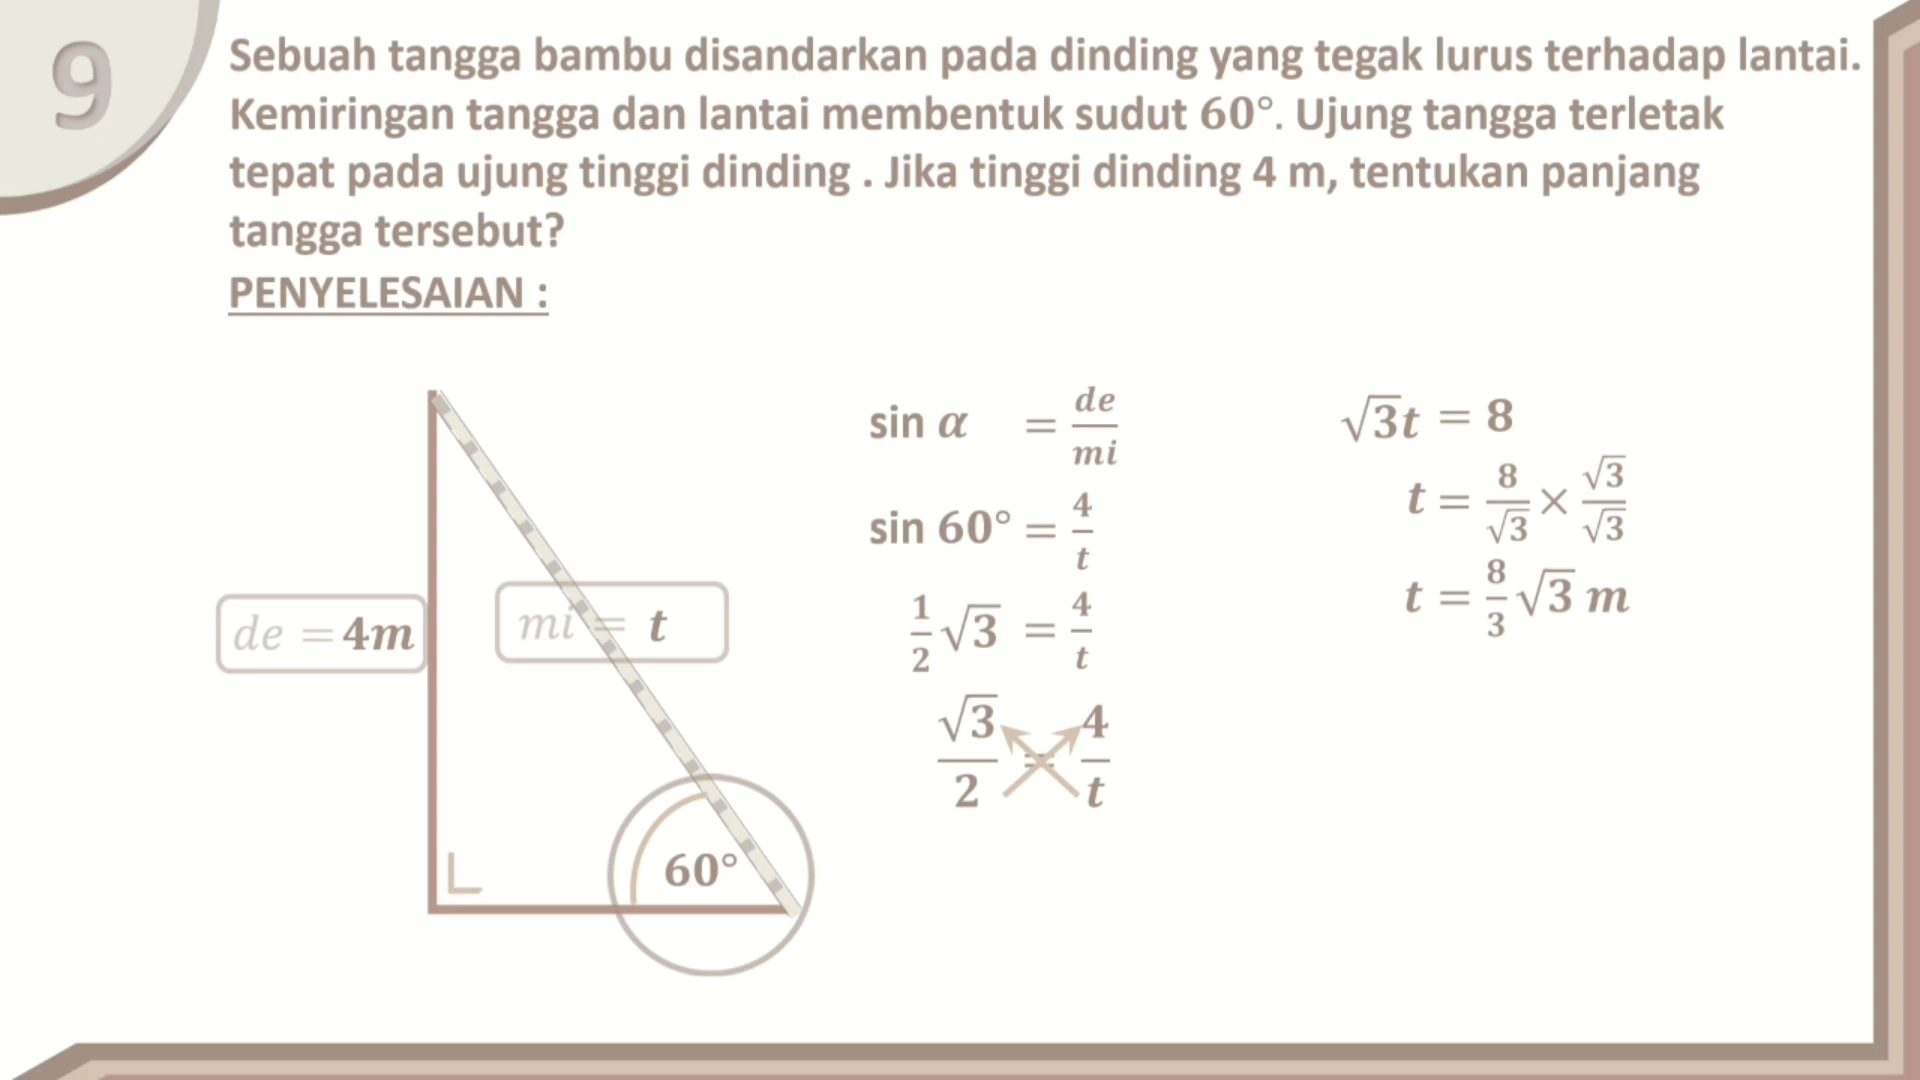 9
Sebuah tangga bambu disandarkan pada dinding yang tegak lurus terhadap lantai.
Kemiringan tangga dan lantai membentuk sudut 60°. Ujung tangga terletak
tepat pada ujung tinggi dinding . Jika tinggi dinding 4 m, tentukan panjang
tangga tersebut?
PENYELESAIAN :
de = 4m
mi = t
60°
sin α = de/mi
sin 60° = 4/t
1/2 √3 = 4/t
√3/2 = 4/t
√3t = 8
t = 8/√3 × √3/√3
t = 8/3 √3 m